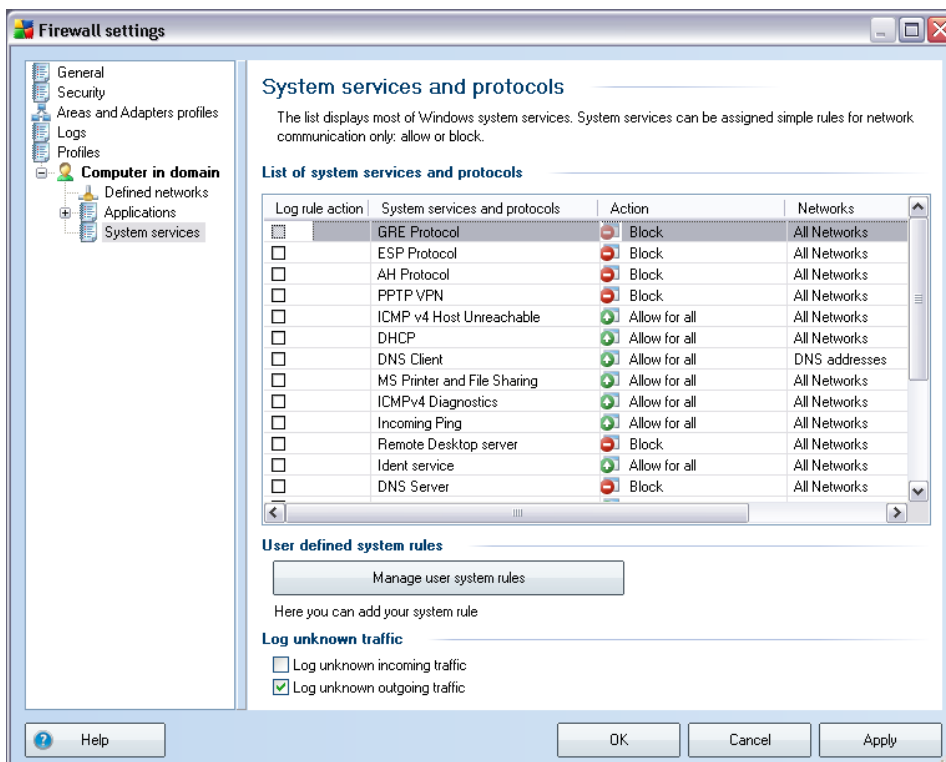 Firewall settings
General
Security
Areas and Adapters profiles
Logs
Profiles
Computer in domain
Defined networks
Applications
System services
System services and protocols
The list displays most of Windows system services. System services can be assigned simple rules for network
communication only: allow or block.
List of system services and protocols
Log rule action System services and protocols Action Networks
GRE Protocol Block All Networks
ESP Protocol Block All Networks
AH Protocol Block All Networks
PPTP VPN Block All Networks
ICMP v4 Host Unreachable Allow for all All Networks
DHCP Allow for all All Networks
DNS Client Allow for all DNS addresses
MS Printer and File Sharing Allow for all All Networks
ICMPv4 Diagnostics Allow for all All Networks
Incoming Ping Allow for all All Networks
Remote Desktop server Block All Networks
Ident service Allow for all All Networks
DNS Server Block All Networks
User defined system rules
Manage user system rules
Here you can add your system rule
Log unknown traffic
Log unknown incoming traffic
Log unknown outgoing traffic
Help OK Cancel Apply